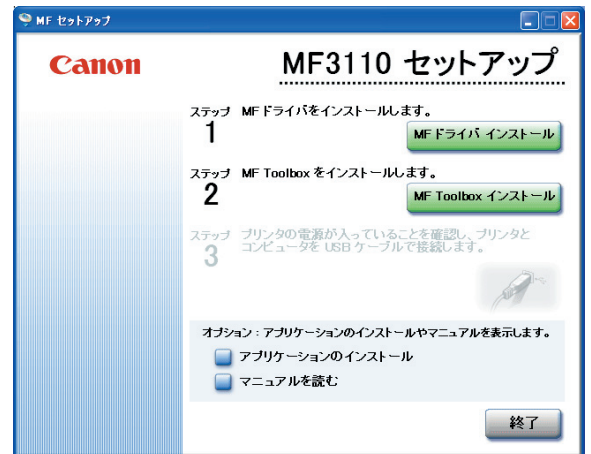 MF セットアップ
Canon
MF3110 セットアップ
ステップ 1
MF ドライバをインストールします。
MF ドライバ インストール
ステップ 2
MF Toolbox をインストールします。
MF Toolbox インストール
ステップ 3
プリンタの電源が入っていることを確認し、プリンタと
コンピュータを USB ケーブルで接続します。
オプション：アプリケーションのインストールやマニュアルを表示します。
アプリケーションのインストール
マニュアルを読む
終了